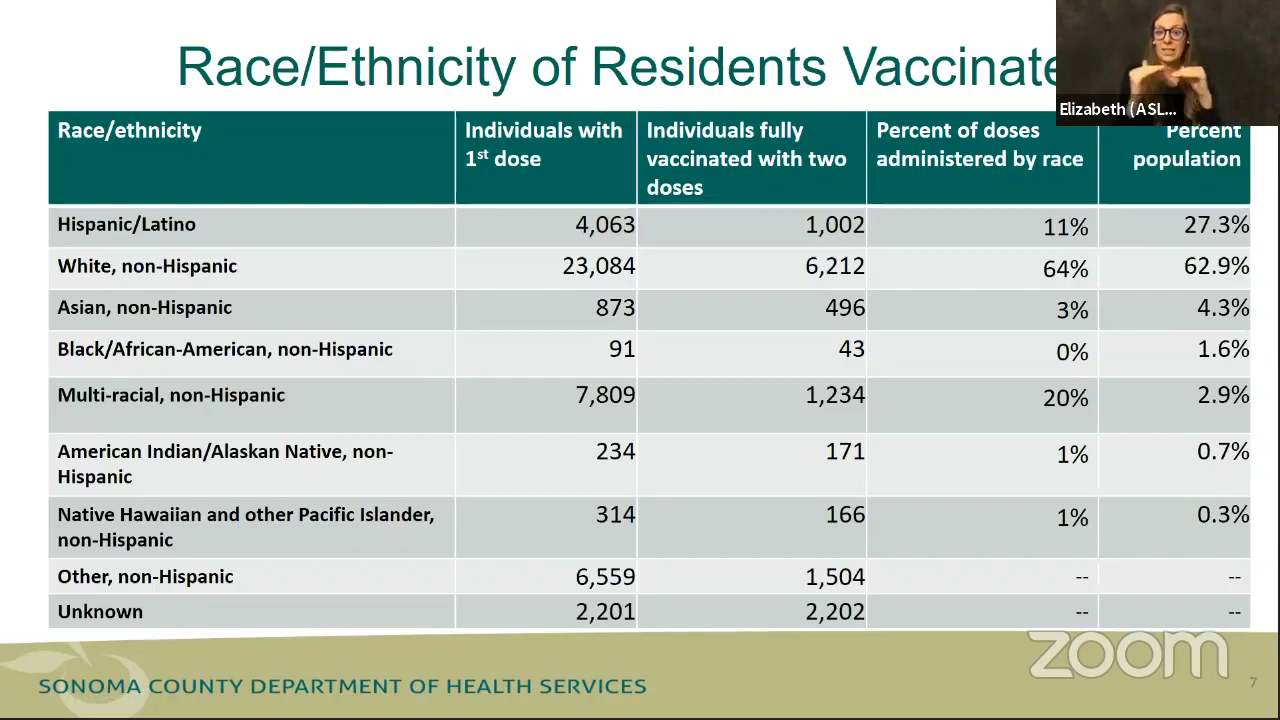 Race/Ethnicity of Residents Vaccinate
Elizabeth (ASL...
Race/ethnicity
Individuals with
1st dose
Individuals fully
vaccinated with two
doses
Percent of doses
administered by race
Percent
population
Hispanic/Latino 4,063 1,002 11% 27.3%
White, non-Hispanic 23,084 6,212 64% 62.9%
Asian, non-Hispanic 873 496 3% 4.3%
Black/African-American, non-Hispanic 91 43 0% 1.6%
Multi-racial, non-Hispanic 7,809 1,234 20% 2.9%
American Indian/Alaskan Native, non- 234 171 1% 0.7%
Hispanic
Native Hawaiian and other Pacific Islander, 314 166 1% 0.3%
non-Hispanic
Other, non-Hispanic 6,559 1,504 -- --
Unknown 2,201 2,202 -- --
zoom
SONOMA COUNTY DEPARTMENT OF HEALTH SERVICES
7